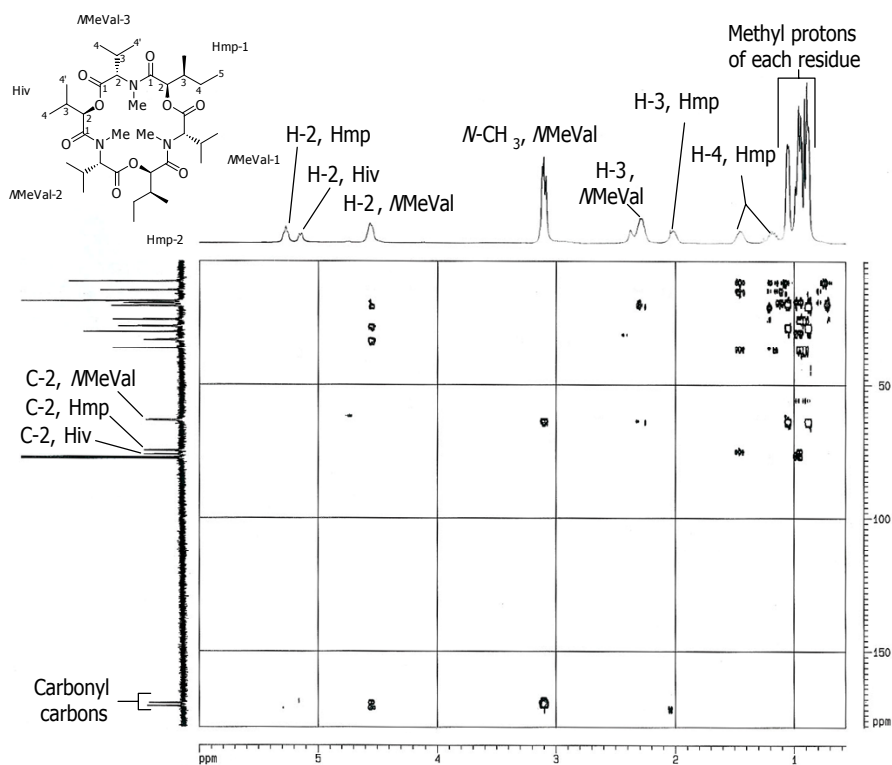 NMeVal-3
4
4'
3
Hmp-1
O
O
5
1
2
N
1
3
4
2
Hiv
4'
O
Me
O
O
3
4
2
1
O
Me
Me
N
N
O
O
O
O
NMeVal-1
NMeVal-2
Hmp-2
Methyl protons
of each residue
H-3, Hmp
H-2, Hmp
N-CH3, NMeVal
H-4, Hmp
H-2, Hiv
H-3,
NMeVal
H-2, NMeVal
C-2, NMeVal
C-2, Hmp
C-2, Hiv
Carbonyl
carbons
50
100
150
ppm
ppm
5
4
3
2
1